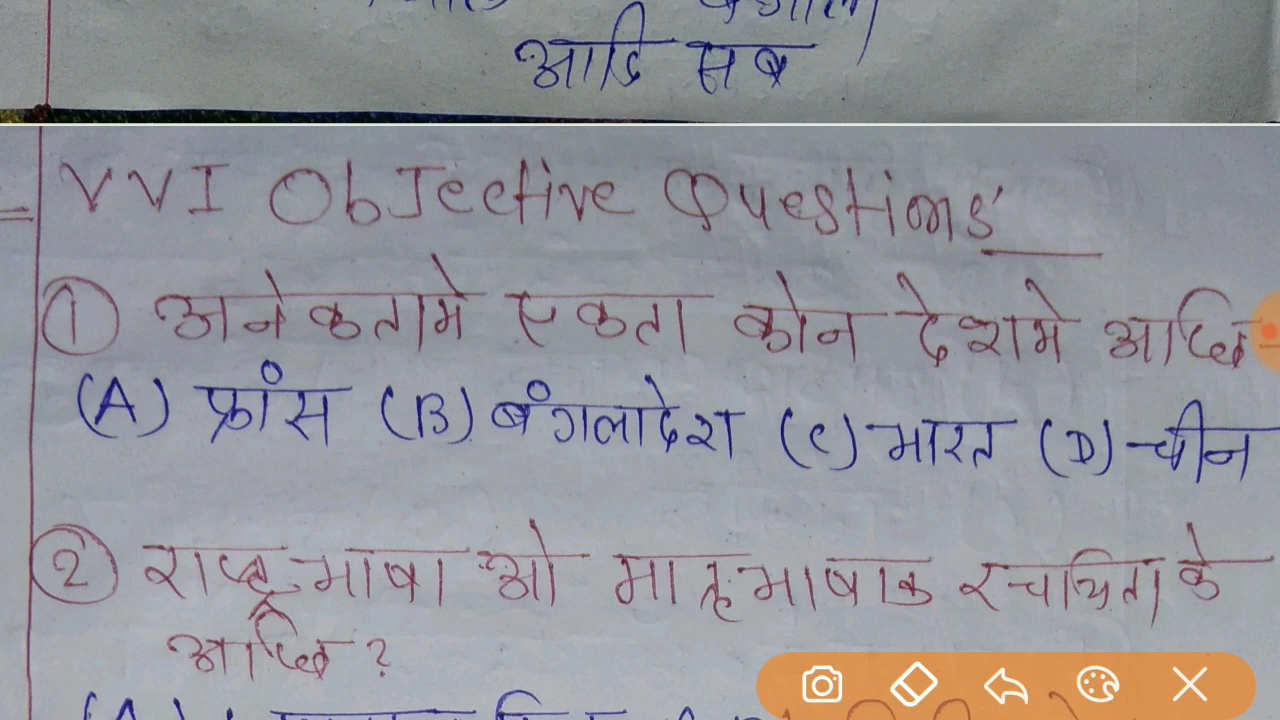 आदि सब
VVI Objective Questions
① अनेकतामे एकता कोन देशमे अछि
(A) फ्रांस (B) बंगलादेश (C) भारत (D) चीन
② राष्ट्रभाषा ओ मातृभाषाक रचयिता के
अछि ?